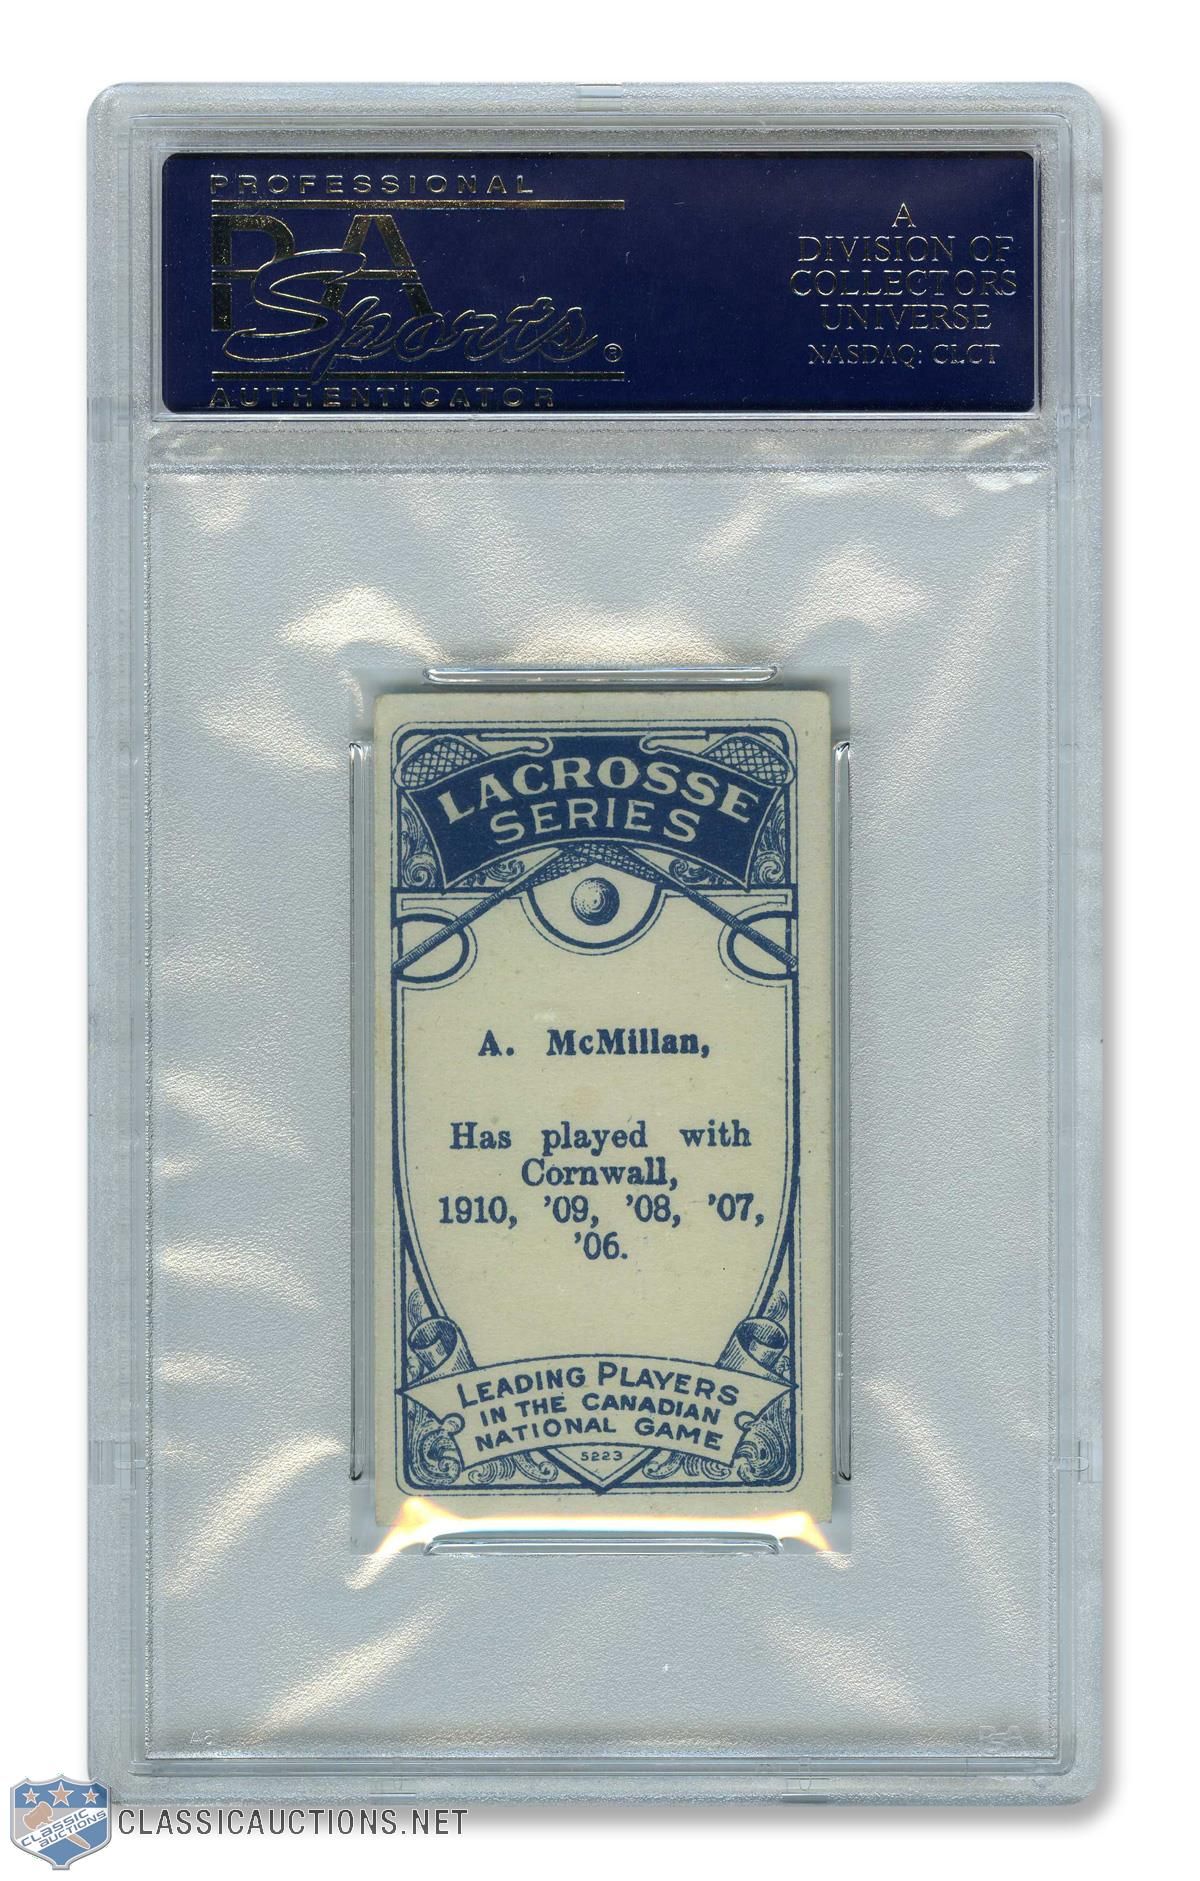 PROFESSIONAL
PSA
Sports®
AUTHENTICATOR
A
DIVISION OF
COLLECTORS
UNIVERSE
NASDAQ: CLCT
LACROSSE
SERIES
A. McMillan,
Has played with
Cornwall,
1910, '09, '08, '07,
'06.
LEADING PLAYERS
IN THE CANADIAN
NATIONAL GAME
5223
PSA
CLASSIC
AUCTIONS
CLASSICAUCTIONS.NET